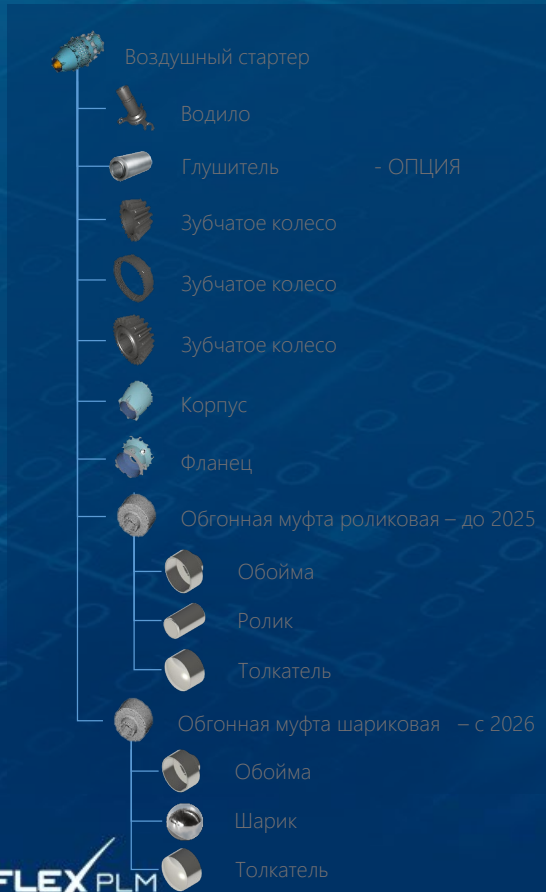 Воздушный стартер
Водило
Глушитель - ОПЦИЯ
Зубчатое колесо
Зубчатое колесо
Зубчатое колесо
Корпус
Фланец
Обгонная муфта роликовая – до 2025
Обойма
Ролик
Толкатель
Обгонная муфта шариковая – с 2026
Обойма
Шарик
Толкатель
FLEX PLM